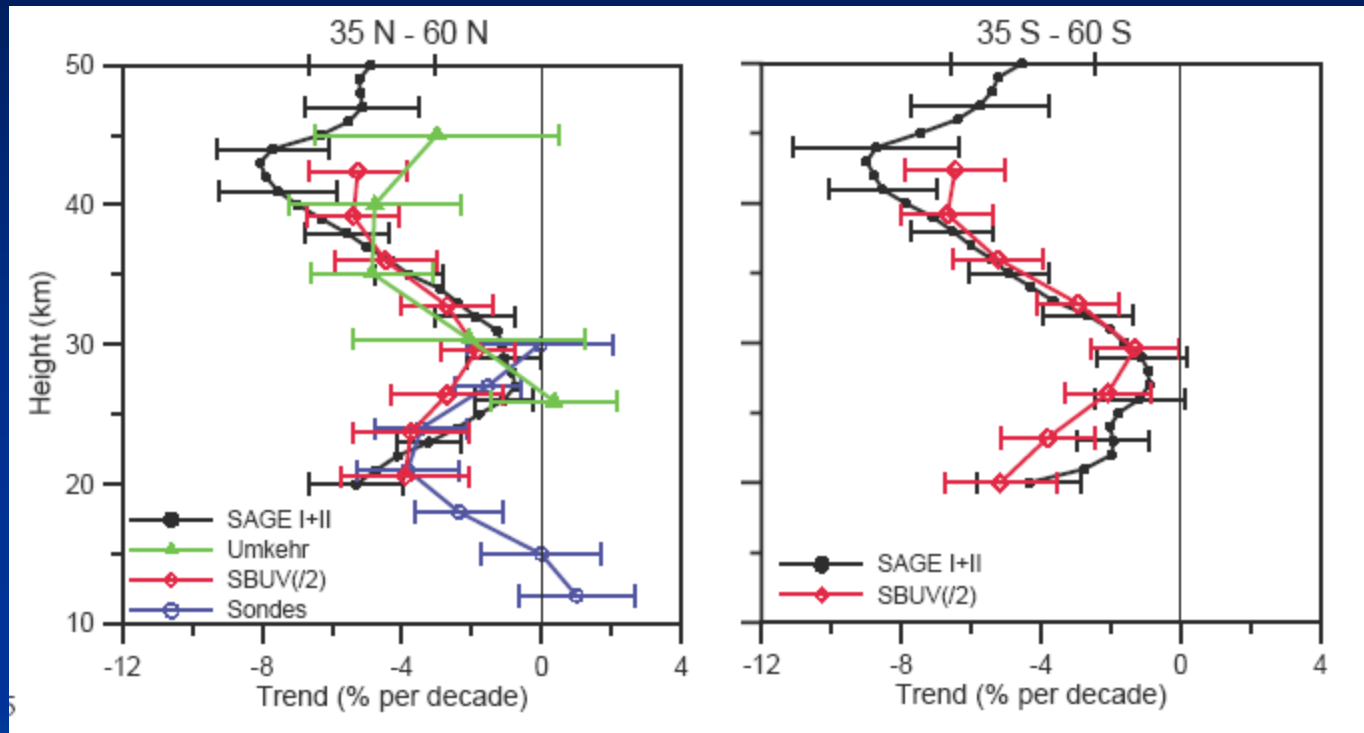 35 N - 60 N
50
40
30
20
10
Height (km)
SAGE I+II
Umkehr
SBUV(/2)
Sondes
-12 -8 -4 0 4
Trend (% per decade)
35 S - 60 S
SAGE I+II
SBUV(/2)
-12 -8 -4 0 4
Trend (% per decade)